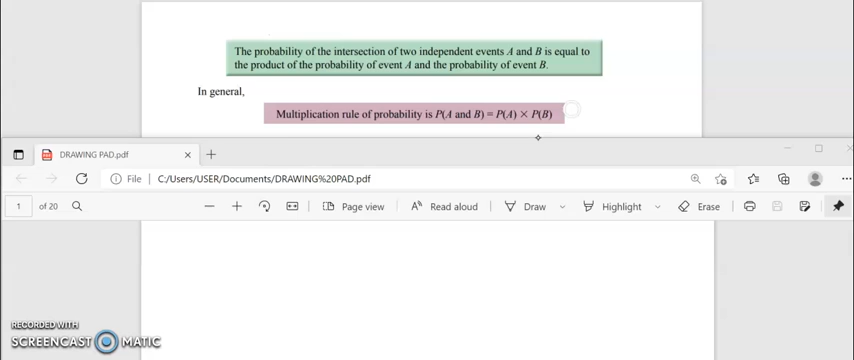 The probability of the intersection of two independent events A and B is equal to
the product of the probability of event A and the probability of event B.
In general,
Multiplication rule of probability is P(A and B) = P(A) × P(B)
DRAWING PAD.pdf
File C:/Users/USER/Documents/DRAWING%20PAD.pdf
1 of 20 Page view Read aloud Draw Highlight Erase
RECORDED WITH
SCREENCAST MATIC